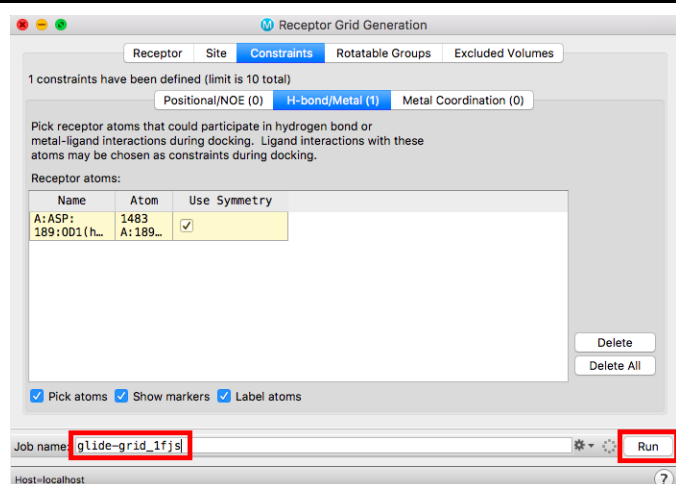 Receptor Grid Generation
Receptor Site Constraints Rotatable Groups Excluded Volumes
1 constraints have been defined (limit is 10 total)
Positional/NOE (0) H-bond/Metal (1) Metal Coordination (0)
Pick receptor atoms that could participate in hydrogen bond or
metal-ligand interactions during docking. Ligand interactions with these
atoms may be chosen as constraints during docking.
Receptor atoms:
Name Atom Use Symmetry
A:ASP: 1483
189:OD1(h… A:189…
Delete
Delete All
Pick atoms Show markers Label atoms
Job name: glide-grid_1fjs Run
Host=localhost ?